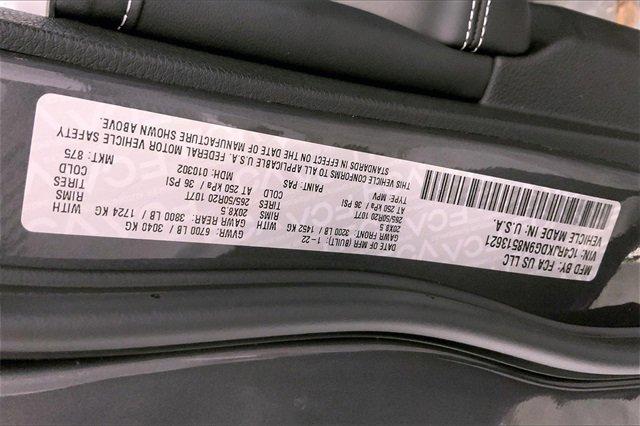 MFD BY: FCA US LLC
VIN: 1C4RJKDG9N8513621
VEHICLE MADE IN: U.S.A.
DATE OF MFR (BUILT): 1-22
GVWR: 6700 LB / 3040 KG
GAWR FRONT: 3200 LB / 1452 KG WITH
GAWR REAR: 3800 LB / 1724 KG WITH
20X8.5 RIMS
20X8.5 RIMS
265/50R20 107T TIRES
265/50R20 107T TIRES
AT 250 kPa / 36 PSI COLD
AT 250 kPa / 36 PSI COLD
TYPE: MPV
PAINT: PAS
MDH: 010302
MKT: 875
THIS VEHICLE CONFORMS TO ALL APPLICABLE U.S.A. FEDERAL MOTOR VEHICLE SAFETY
STANDARDS IN EFFECT ON THE DATE OF MANUFACTURE SHOWN ABOVE.